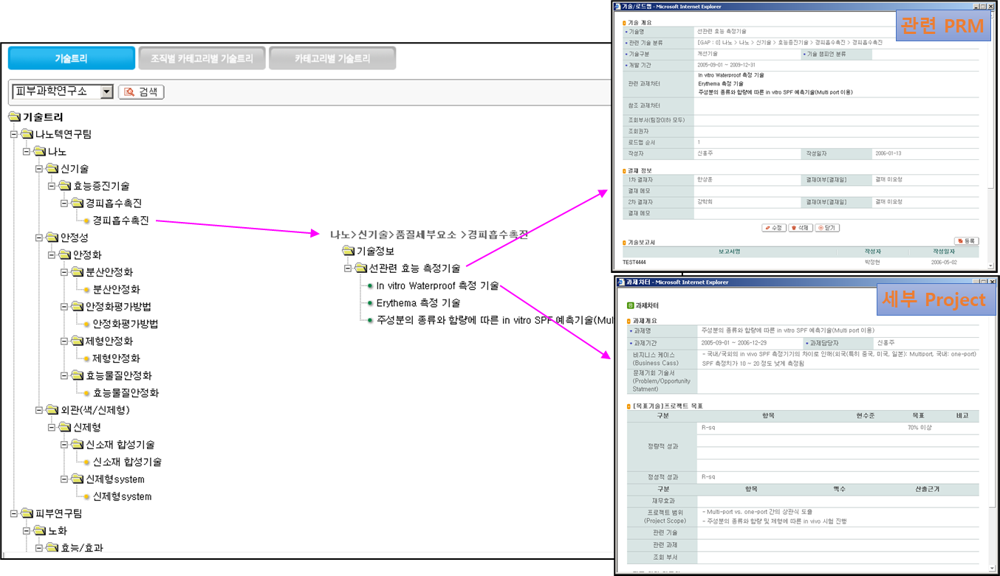 기술트리
조직별 카테고리별 기술트리
카테고리별 기술트리
피부과학연구소
검색
기술트리
나노텍연구팀
나노
신기술
효능증진기술
경피흡수촉진
경피흡수촉진
안정성
안정화
분산안정화
분산안정화
안정화평가방법
안정화평가방법
제형안정화
제형안정화
효능물질안정화
효능물질안정화
외관(색/신제형)
신제형
신소재 합성기술
신소재 합성기술
신제형system
신제형system
피부연구팀
노화
효능/효과
나노>신기술>품질세부요소 >경피흡수촉진
기술정보
선관련 효능 측정기술
In vitro Waterproof 측정 기술
Erythema 측정 기술
주성분의 종류와 함량에 따른 in vitro SPF 예측기술(Mul
기술/로드맵 - Microsoft Internet Explorer
관련 PRM
기술 개요
기술명 선관련 효능 측정기술
관련 기술 분류 [GAP : 0] 나노 > 나노 > 신기술 > 효능증진기술 > 경피흡수촉진 > 경피흡수촉진
기술구분 개선기술 기술 챔피언 분류
개발 기간 2005-09-01 ~ 2009-12-31
In vitro Waterproof 측정 기술
관련 과제차터 Erythema 측정 기술
주성분의 종류와 함량에 따른 in vitro SPF 예측기술(Multi port 이용)
참조 과제차터
조회부서(팀장이하 모두)
조회권자
로드맵 순서 1
작성자 신홍주 작성일자 2006-01-13
결재 정보
1차 결재자 한상훈 결재여부[결재일] 결재 미요청
결재 메모
2차 결재자 강학희 결재여부[결재일] 결재 미요청
결재 메모
수정 삭제 닫기
기술보고서 등록
보고서명 작성자 작성일자
TEST4444 박정현 2006-05-02
과제차터 - Microsoft Internet Explorer
세부 Project
과제차터
과제개요
과제명 주성분의 종류와 함량에 따른 in vitro SPF 예측기술(Multi port 이용)
과제기간 2005-09-01 ~ 2006-12-29 과제담당자 신홍주
비지니스 케이스 - 국내/국외의 in vivo SPF 측정기기의 차이로 인해(외국(특히 중국, 미국, 일본): Multiport, 국내: one-port)
(Business Cass) SPF 측정치가 10 ~ 20 정도 낮게 측정됨
문제기회 기술서
(Problem/Opportunity
Statment)
[목표기술]프로젝트 목표
구분 항목 현수준 목표 비고
R-sq 70% 이상
정량적 성과
정성적 성과 R-sq
구분 항목 액수 산출근거
재무효과
프로젝트 범위 - Multi-port vs. one-port 간의 상관식 도출
(Project Scope) - 주성분의 종류와 함량 및 제형에 따른 in vivo 시험 진행
관련 기술
관련 과제
조회 부서